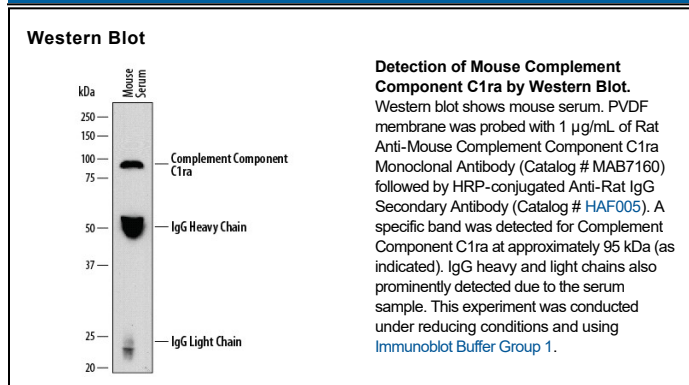 Western Blot
kDa
Mouse
Serum
250
150
100
75
50
37
25
20
Complement Component
C1ra
IgG Heavy Chain
IgG Light Chain
Detection of Mouse Complement
Component C1ra by Western Blot.
Western blot shows mouse serum. PVDF
membrane was probed with 1 µg/mL of Rat
Anti-Mouse Complement Component C1ra
Monoclonal Antibody (Catalog # MAB7160)
followed by HRP-conjugated Anti-Rat IgG
Secondary Antibody (Catalog # HAF005). A
specific band was detected for Complement
Component C1ra at approximately 95 kDa (as
indicated). IgG heavy and light chains also
prominently detected due to the serum
sample. This experiment was conducted
under reducing conditions and using
Immunoblot Buffer Group 1.